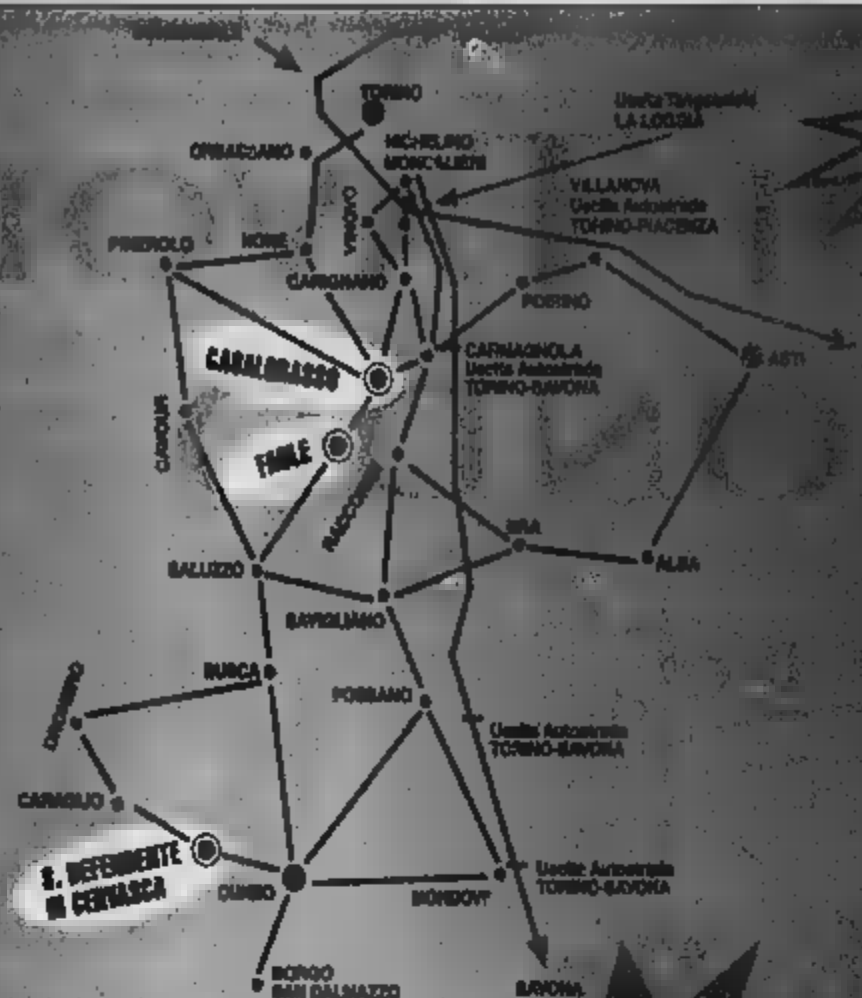 TORINO
Uscita Tangenziale
LA LOGGIA
ORBASSANO
NICHELINO
MONCALIERI
VILLANOVA
Uscita Autostrada
TORINO-PIACENZA
VINOVO
PINEROLO
NONE
CARIGNANO
POIRINO
CARMAGNOLA
Uscita Autostrada
TORINO-SAVONA
ASTI
CASALGRASSO
CAVOUR
FAULE
BRA
ALBA
SALUZZO
SAVIGLIANO
BUSCA
DRONERO
FOSSANO
Uscita Autostrada
TORINO-SAVONA
CARAGLIO
S. DEFENDENTE
DI CERVASCA
CUNEO
Uscita Autostrada
TORINO-SAVONA
MONDOVI'
BORGO
SAN DALMAZZO
SAVONA